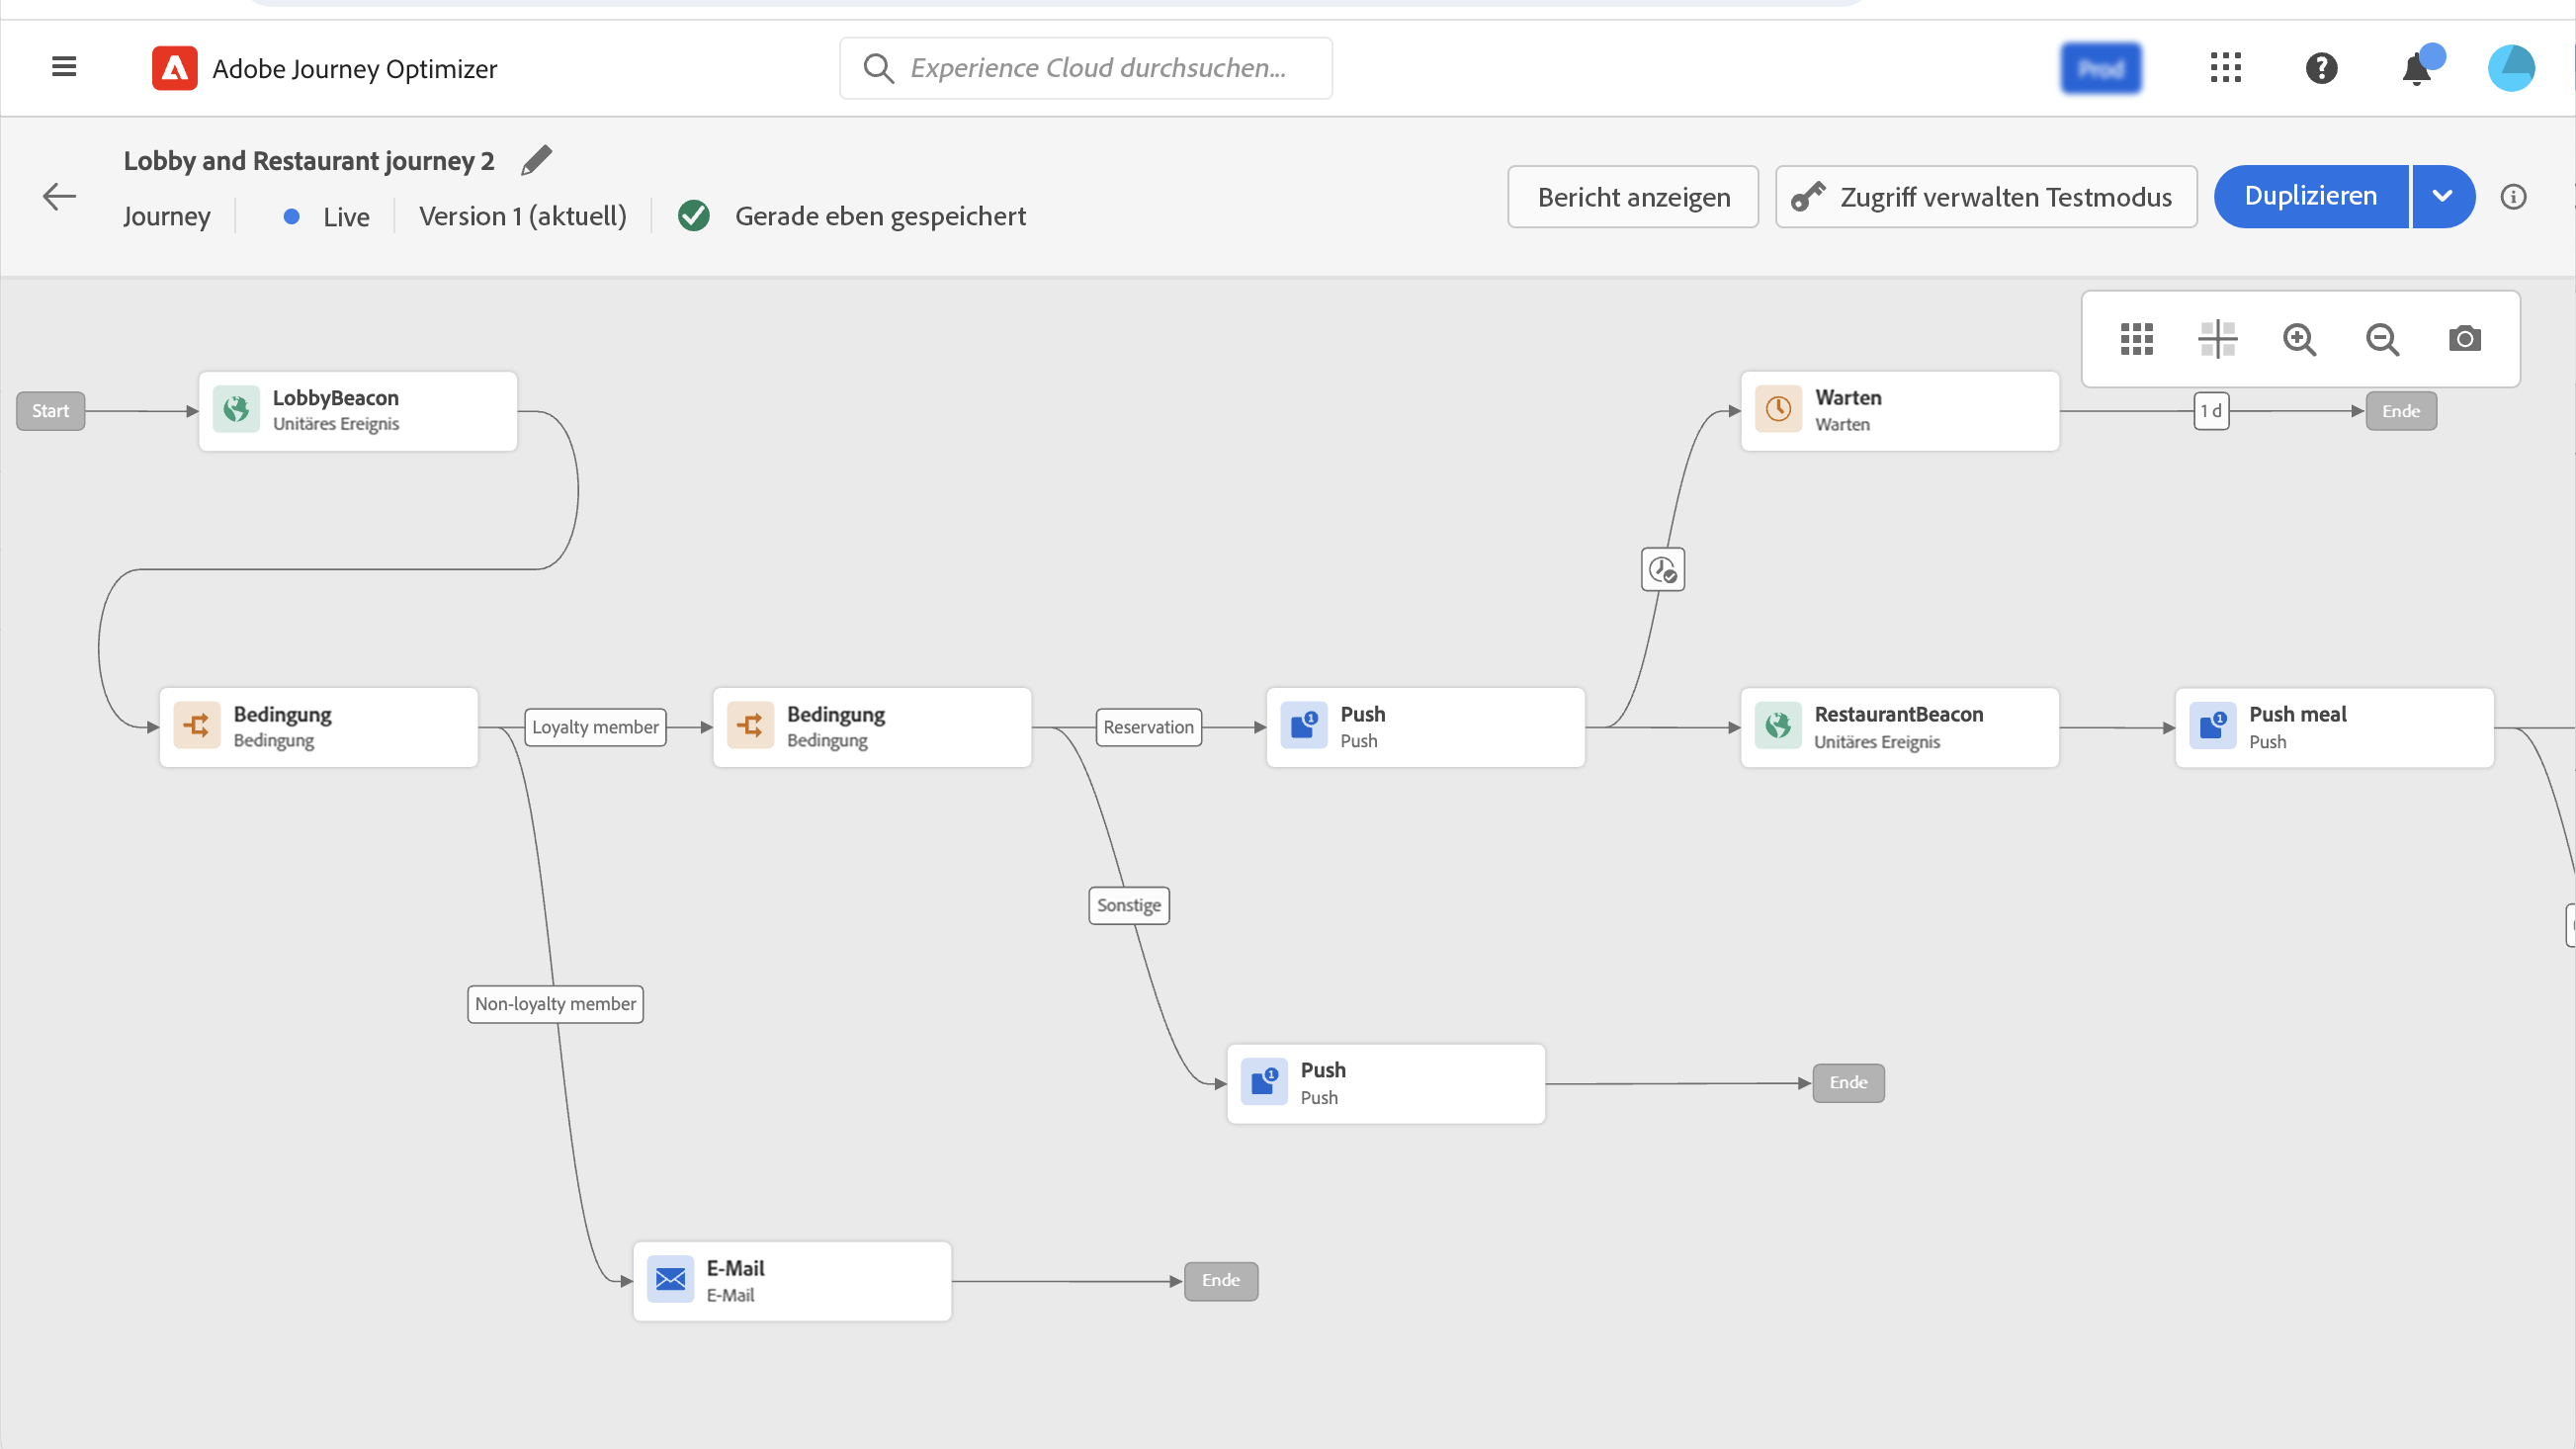 Adobe Journey Optimizer
Experience Cloud durchsuchen...
Prod
Lobby and Restaurant journey 2
Journey
Live
Version 1 (aktuell)
Gerade eben gespeichert
Bericht anzeigen
Zugriff verwalten Testmodus
Duplizieren
Start
LobbyBeacon
Unitäres Ereignis
Warten
Warten
1 d
Ende
Bedingung
Bedingung
Loyalty member
Bedingung
Bedingung
Reservation
Push
Push
RestaurantBeacon
Unitäres Ereignis
Push meal
Push
Sonstige
Non-loyalty member
Push
Push
Ende
E-Mail
E-Mail
Ende